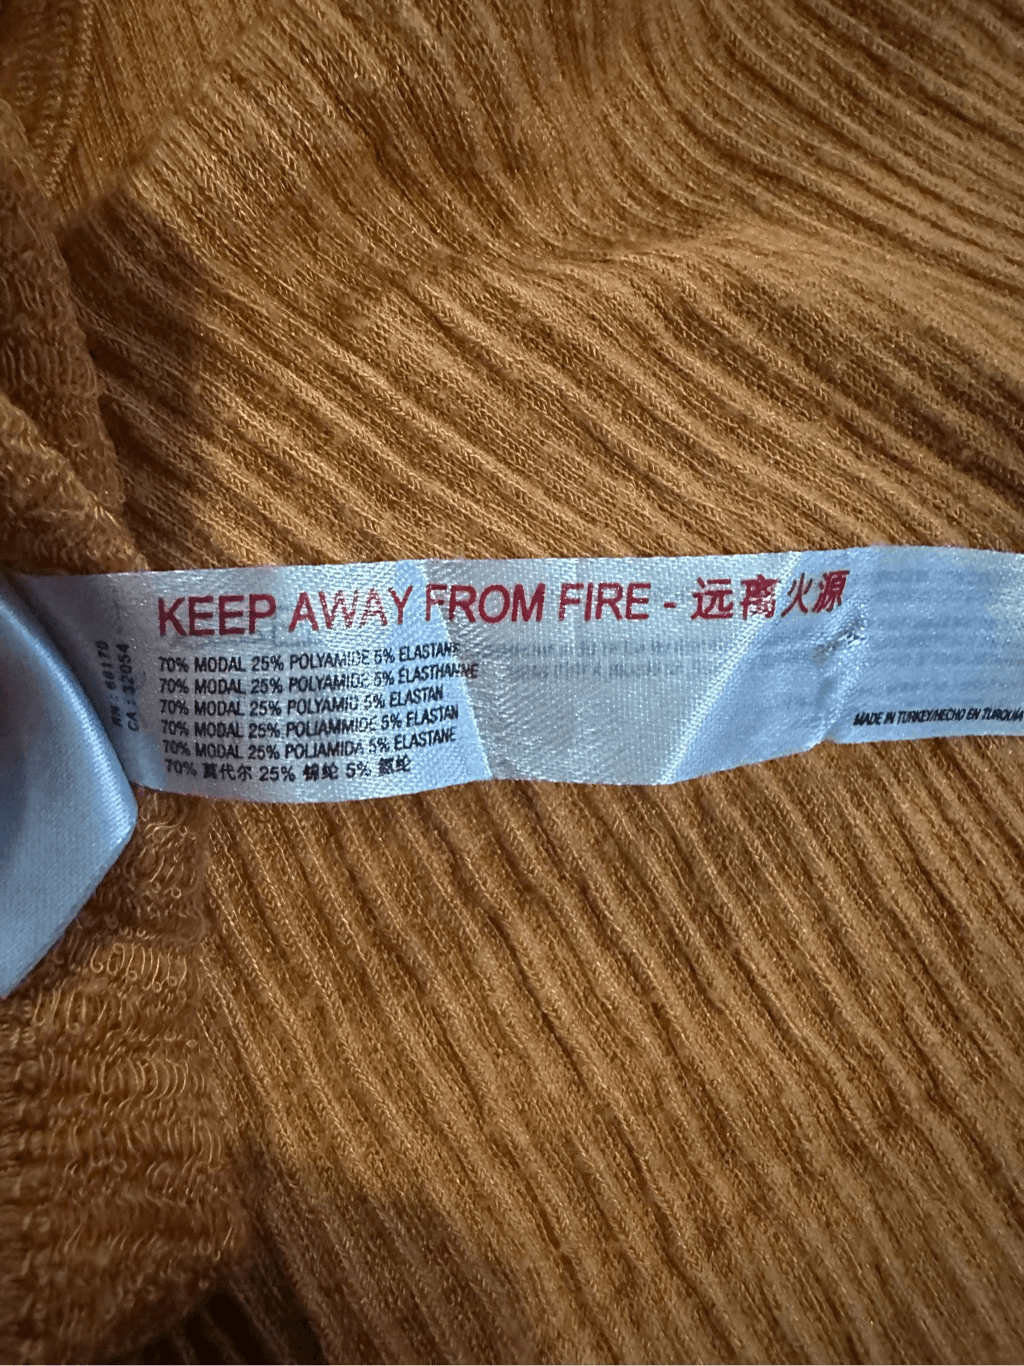 KEEP AWAY FROM FIRE - 远离火源
RN : 66170
CA : 32054
70% MODAL 25% POLYAMIDE 5% ELASTANE
70% MODAL 25% POLYAMIDE 5% ELASTHANNE
70% MODAL 25% POLYAMID 5% ELASTAN
70% MODAL 25% POLIAMMIDE 5% ELASTAN
70% MODAL 25% POLIAMIDA 5% ELASTANE
70% 莫代尔 25% 锦纶 5% 氨纶
MADE IN TURKEY/HECHO EN TURQUIA